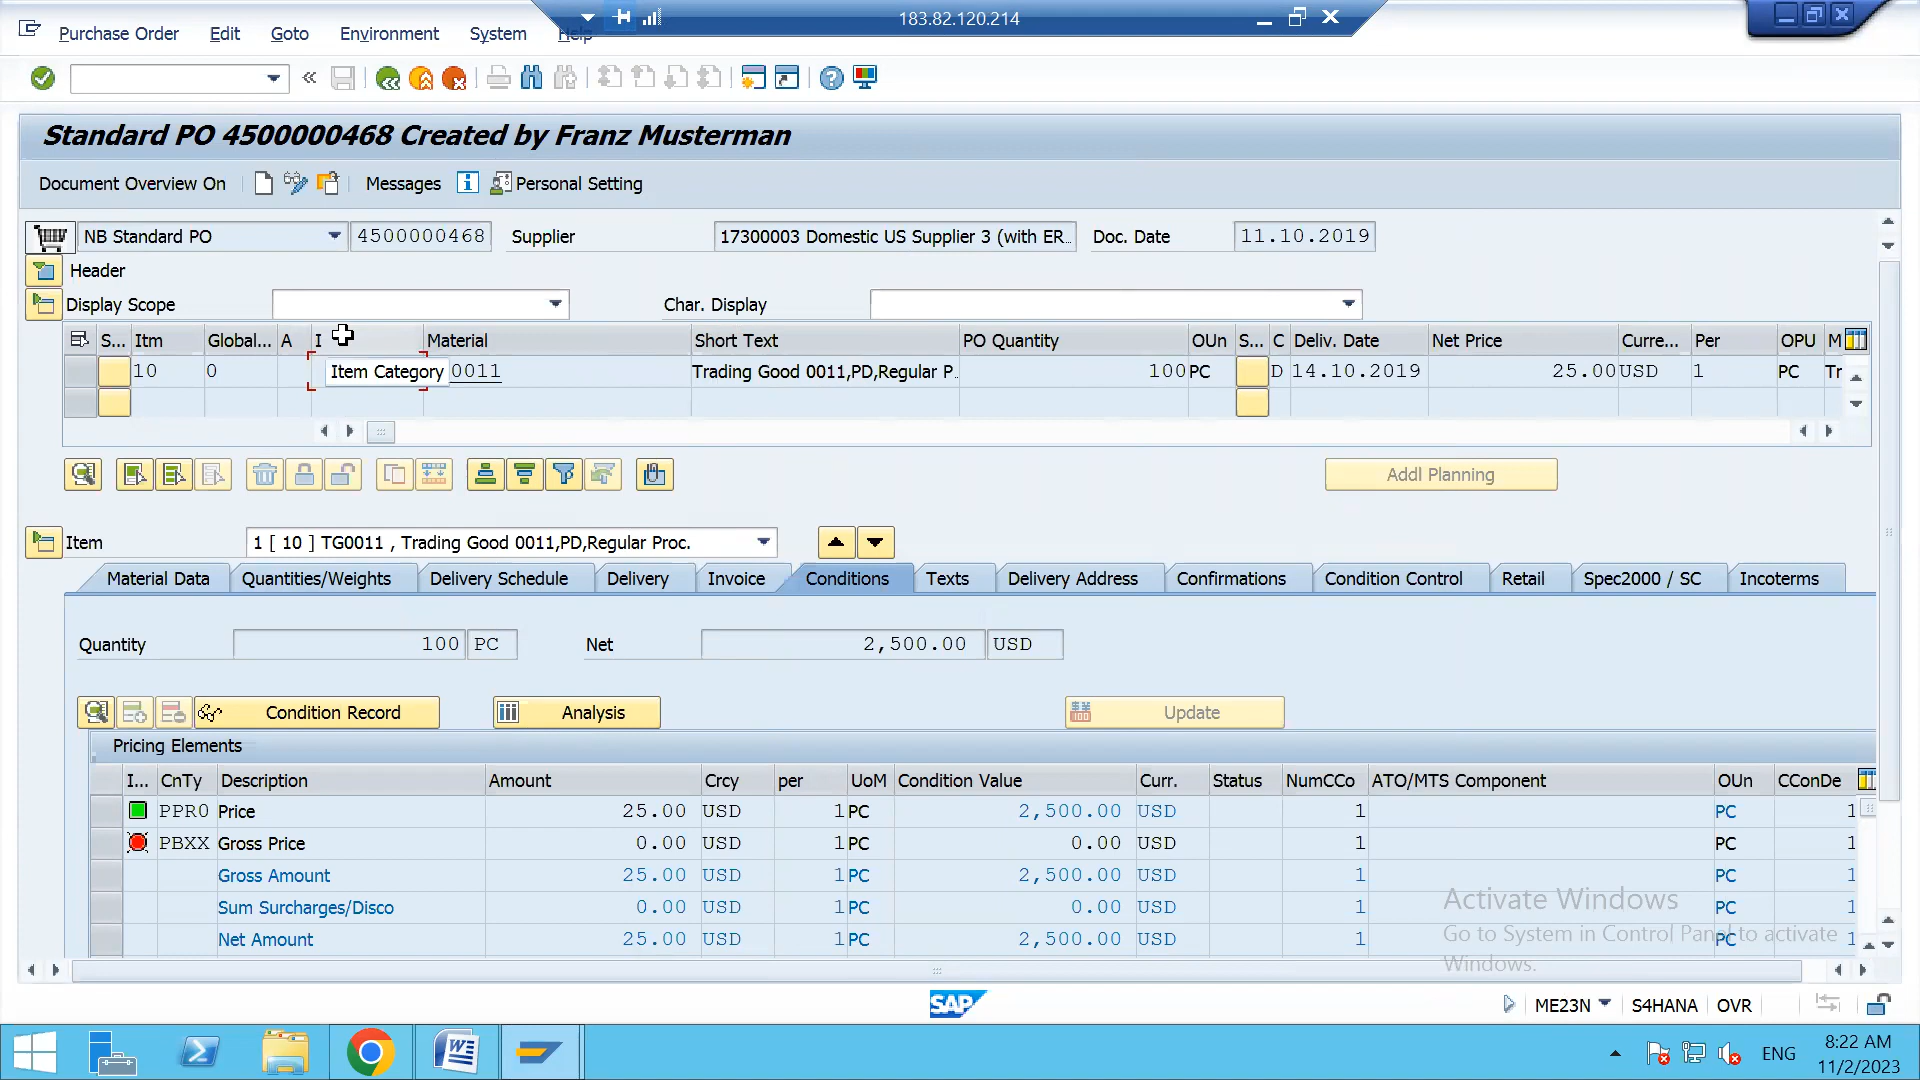 183.82.120.214
Purchase Order Edit Goto Environment System Help
Standard PO 4500000468 Created by Franz Musterman
Document Overview On Messages Personal Setting
NB Standard PO 4500000468 Supplier 17300003 Domestic US Supplier 3 (with ER... Doc. Date 11.10.2019
Header
Display Scope Char. Display
S... Itm Global... A I Material Short Text PO Quantity OUn S... C Deliv. Date Net Price Curre... Per OPU M
10 0 Item Category 0011 Trading Good 0011,PD,Regular P... 100 PC D 14.10.2019 25.00 USD 1 PC Tr
Addl Planning
Item 1 [ 10 ] TG0011 , Trading Good 0011,PD,Regular Proc.
Material Data Quantities/Weights Delivery Schedule Delivery Invoice Conditions Texts Delivery Address Confirmations Condition Control Retail Spec2000 / SC Incoterms
Quantity 100 PC Net 2,500.00 USD
Condition Record Analysis Update
Pricing Elements
I... CnTy Description Amount Crcy per UoM Condition Value Curr. Status NumCCo ATO/MTS Component OUn CConDe
PPR0 Price 25.00 USD 1 PC 2,500.00 USD 1 PC 1
PBXX Gross Price 0.00 USD 1 PC 0.00 USD 1 PC 1
Gross Amount 25.00 USD 1 PC 2,500.00 USD 1 PC 1
Sum Surcharges/Disco 0.00 USD 1 PC 0.00 USD 1 PC 1
Net Amount 25.00 USD 1 PC 2,500.00 USD 1 PC 1
Activate Windows
Go to System in Control Panel to activate
Windows.
SAP ME23N S4HANA OVR
ENG 8:22 AM
11/2/2023